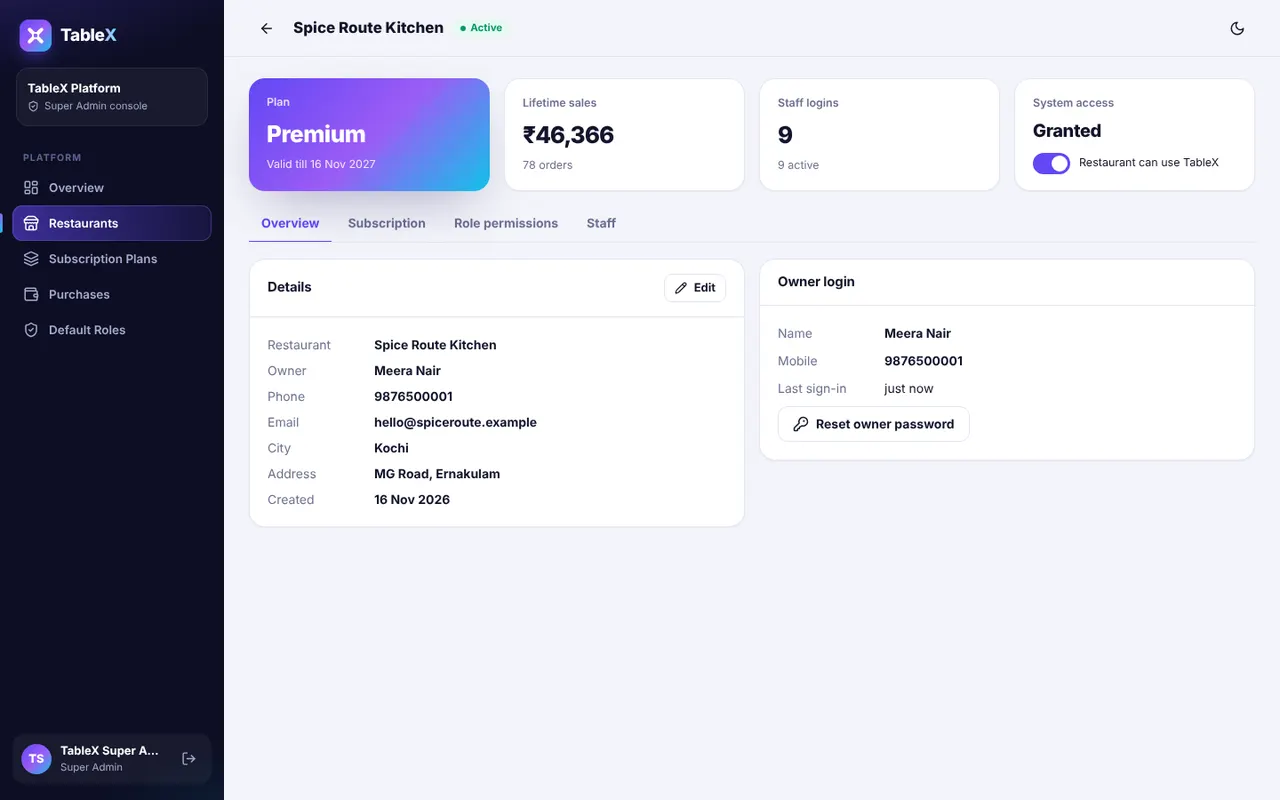 TableX
TableX Platform
Super Admin console
PLATFORM
Overview
Restaurants
Subscription Plans
Purchases
Default Roles
TS
TableX Super A...
Super Admin
Spice Route Kitchen
Active
Plan
Premium
Valid till 16 Nov 2027
Lifetime sales
₹46,366
78 orders
Staff logins
9
9 active
System access
Granted
Restaurant can use TableX
Overview
Subscription
Role permissions
Staff
Details
Edit
Restaurant Spice Route Kitchen
Owner Meera Nair
Phone 9876500001
Email hello@spiceroute.example
City Kochi
Address MG Road, Ernakulam
Created 16 Nov 2026
Owner login
Name Meera Nair
Mobile 9876500001
Last sign-in just now
Reset owner password